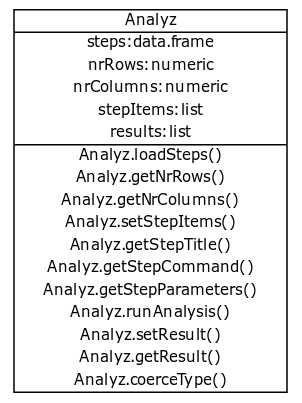 Analyz
steps:data.frame
nrRows:numeric
nrColumns:numeric
stepItems:list
results:list
Analyz.loadSteps()
Analyz.getNrRows()
Analyz.getNrColumns()
Analyz.setStepItems()
Analyz.getStepTitle()
Analyz.getStepCommand()
Analyz.getStepParameters()
Analyz.runAnalysis()
Analyz.setResult()
Analyz.getResult()
Analyz.coerceType()